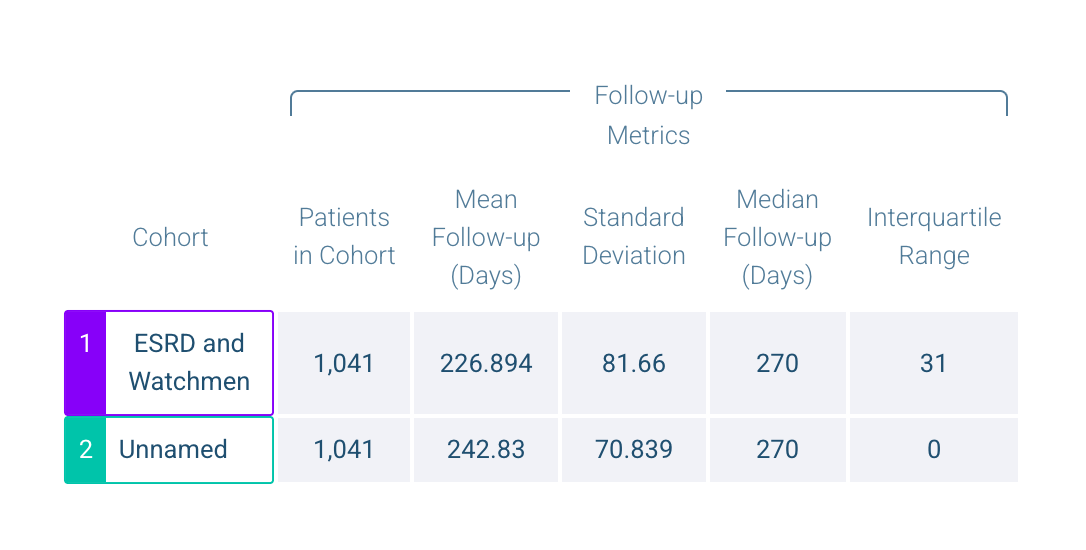 Follow-up
Metrics
Cohort
Patients
in Cohort
Mean
Follow-up
(Days)
Standard
Deviation
Median
Follow-up
(Days)
Interquartile
Range
1
ESRD and
Watchmen
1,041
226.894
81.66
270
31
2
Unnamed
1,041
242.83
70.839
270
0